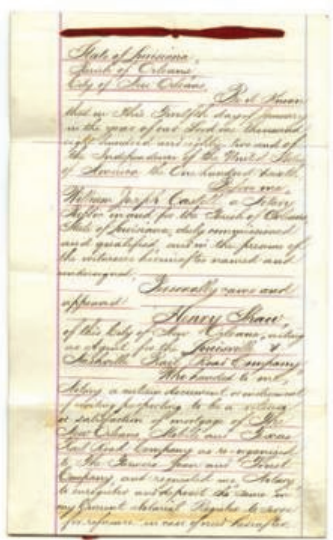 State of Louisiana,
Parish of Orleans,
City of New Orleans,
Be it Known
that on this day of January
in the year of our Lord one thousand
eight hundred and eighty two and of
the Independence of the United States
of America the One hundred
Before me,
William Joseph Castell, a Notary
Public in and for the Parish of Orleans
State of Louisiana, duly commissioned
and qualified, and in the presence of
the witnesses hereinafter named and
undersigned,
Personally came and
appeared
Henry
of this City of New Orleans, acting
as Agent for the Louisville &
Nashville Rail Road Company
Who handed to me,
Notary a certain document or instrument
of writing purporting to be a release
or satisfaction of mortgage of The
New Orleans Mobile and Texas
Rail Road Company as re-organized
to The Farmers Loan and Trust
Company, and requested me, Notary,
to and deposit the same in
my Current Notarial Register to serve
for reference in case of need hereafter